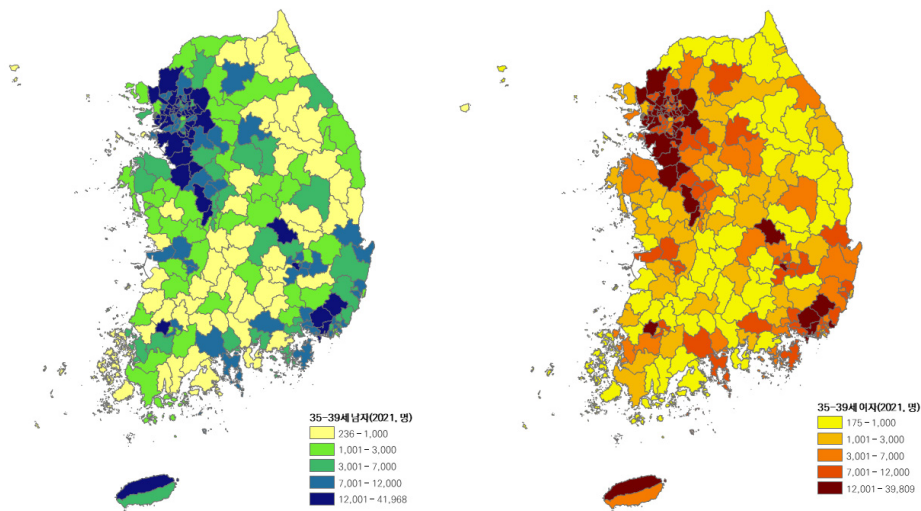 35-39세 남자(2021, 명)
236 - 1,000
1,001 - 3,000
3,001 - 7,000
7,001 - 12,000
12,001 - 41,968
35-39세 여자(2021, 명)
175 - 1,000
1,001 - 3,000
3,001 - 7,000
7,001 - 12,000
12,001 - 39,809